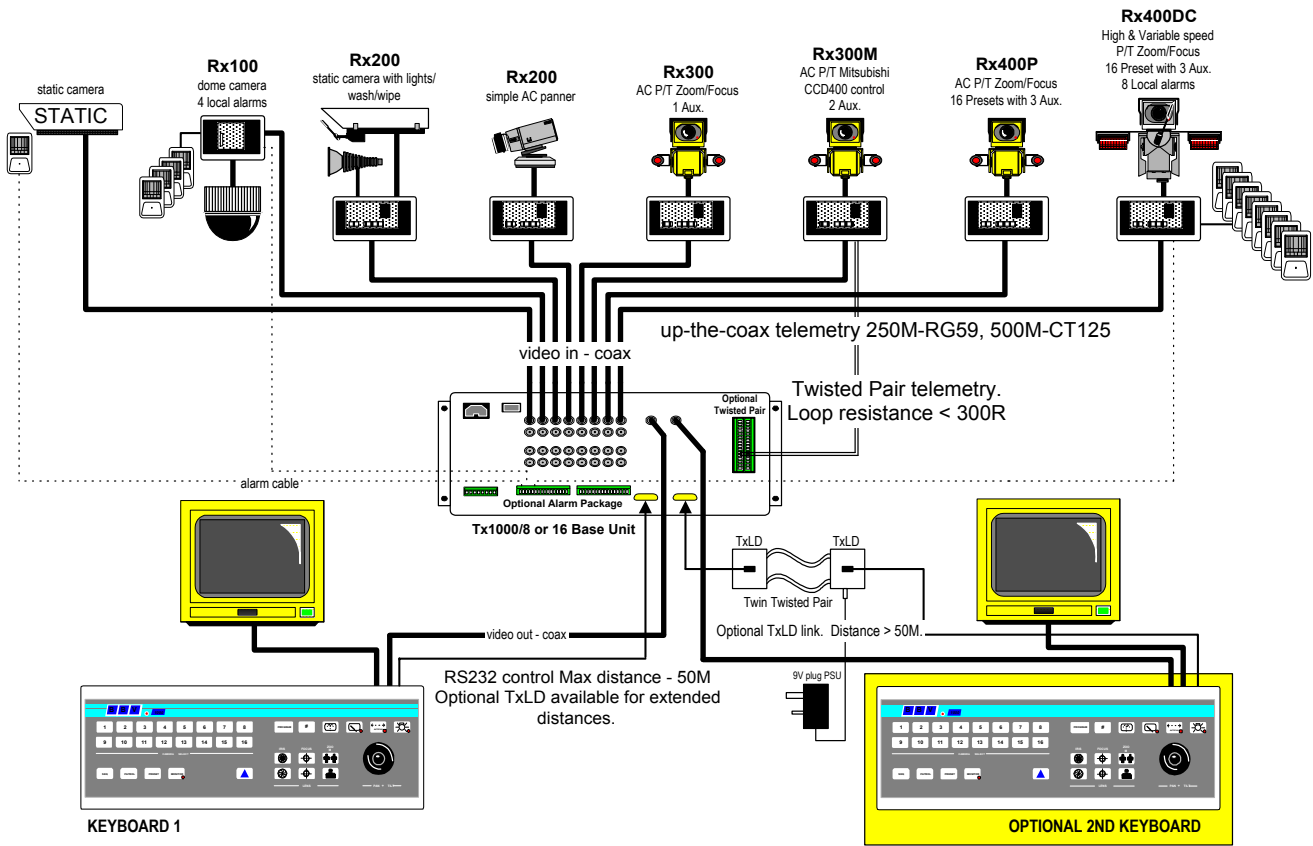 static camera
STATIC
Rx100
dome camera
4 local alarms
Rx200
static camera with lights/
wash/wipe
Rx200
simple AC panner
Rx300
AC P/T Zoom/Focus
1 Aux.
Rx300M
AC P/T Mitsubishi
CCD400 control
2 Aux.
Rx400P
AC P/T Zoom/Focus
16 Presets with 3 Aux.
Rx400DC
High & Variable speed
P/T Zoom/Focus
16 Preset with 3 Aux.
8 Local alarms
up-the-coax telemetry 250M-RG59, 500M-CT125
video in - coax
Twisted Pair telemetry.
Loop resistance < 300R
Optional
Twisted Pair
alarm cable
Optional Alarm Package
Tx1000/8 or 16 Base Unit
TxLD
TxLD
Twin Twisted Pair
video out - coax
Optional TxLD link. Distance > 50M.
RS232 control Max distance - 50M
Optional TxLD available for extended
distances.
9V plug PSU
1 2 3 4 5 6 7 8
#
9 10 11 12 13 14 15 16
KEYBOARD 1
1 2 3 4 5 6 7 8
#
9 10 11 12 13 14 15 16
OPTIONAL 2ND KEYBOARD